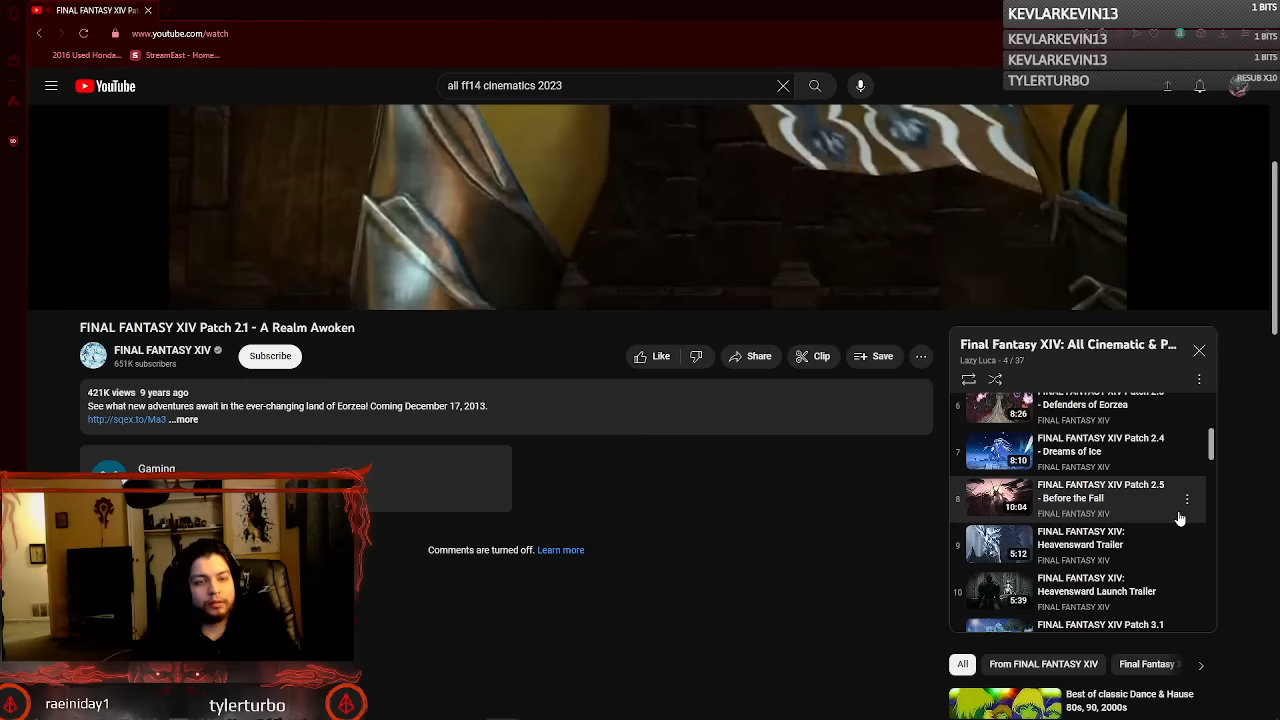 FINAL FANTASY XIV Pat
KEVLARKEVIN13
1 BITS
www.youtube.com/watch
KEVLARKEVIN13
1 BITS
2016 Used Honda...
StreamEast - Home...
KEVLARKEVIN13
1 BITS
TYLERTURBO
RESUB X10
YouTube
all ff14 cinematics 2023
FINAL FANTASY XIV Patch 2.1 - A Realm Awoken
FINAL FANTASY XIV
651K subscribers
Subscribe
Like
Share
Clip
Save
421K views 9 years ago
See what new adventures await in the ever-changing land of Eorzea! Coming December 17, 2013.
http://sqex.to/Ma3 ...more
Gaming
Comments are turned off. Learn more
Final Fantasy XIV: All Cinematic & P...
Lazy Luca - 4 / 37
6
8:26
- Defenders of Eorzea
FINAL FANTASY XIV
7
8:10
FINAL FANTASY XIV Patch 2.4
- Dreams of Ice
FINAL FANTASY XIV
8
10:04
FINAL FANTASY XIV Patch 2.5
- Before the Fall
FINAL FANTASY XIV
9
5:12
FINAL FANTASY XIV:
Heavensward Trailer
FINAL FANTASY XIV
10
5:39
FINAL FANTASY XIV:
Heavensward Launch Trailer
FINAL FANTASY XIV
FINAL FANTASY XIV Patch 3.1
All
From FINAL FANTASY XIV
Final Fantasy
Best of classic Dance & House
80s, 90, 2000s
raeiniday1
tylerturbo